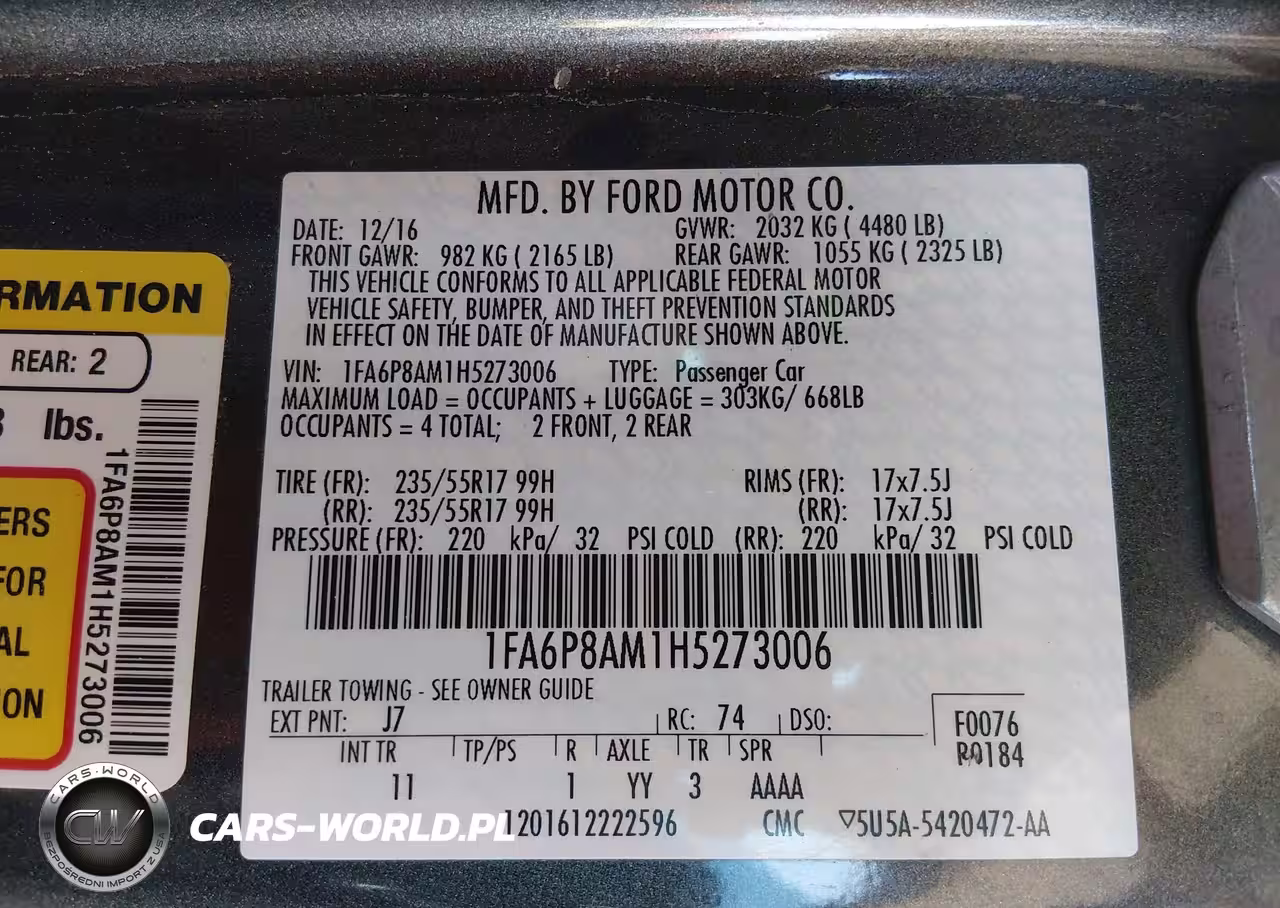 RMATION
REAR: 2
lbs.
ERS
FOR
AL
ON
1FA6P8AM1H5273006
MFD. BY FORD MOTOR CO.
DATE: 12/16 GVWR: 2032 KG ( 4480 LB)
FRONT GAWR: 982 KG ( 2165 LB) REAR GAWR: 1055 KG ( 2325 LB)
THIS VEHICLE CONFORMS TO ALL APPLICABLE FEDERAL MOTOR
VEHICLE SAFETY, BUMPER, AND THEFT PREVENTION STANDARDS
IN EFFECT ON THE DATE OF MANUFACTURE SHOWN ABOVE.
VIN: 1FA6P8AM1H5273006 TYPE: Passenger Car
MAXIMUM LOAD = OCCUPANTS + LUGGAGE = 303KG/ 668LB
OCCUPANTS = 4 TOTAL; 2 FRONT, 2 REAR
TIRE (FR): 235/55R17 99H RIMS (FR): 17x7.5J
(RR): 235/55R17 99H (RR): 17x7.5J
PRESSURE (FR): 220 kPa/ 32 PSI COLD (RR): 220 kPa/ 32 PSI COLD
1FA6P8AM1H5273006
TRAILER TOWING - SEE OWNER GUIDE
EXT PNT: J7 RC: 74 DSO: F0076
R0184
INT TR TP/PS R AXLE TR SPR
11 1 YY 3 AAAA
1201612222596 CMC ▽5U5A-5420472-AA
CARS-WORLD
CW
BEZPOŚREDNI IMPORT Z USA
CARS-WORLD.PL